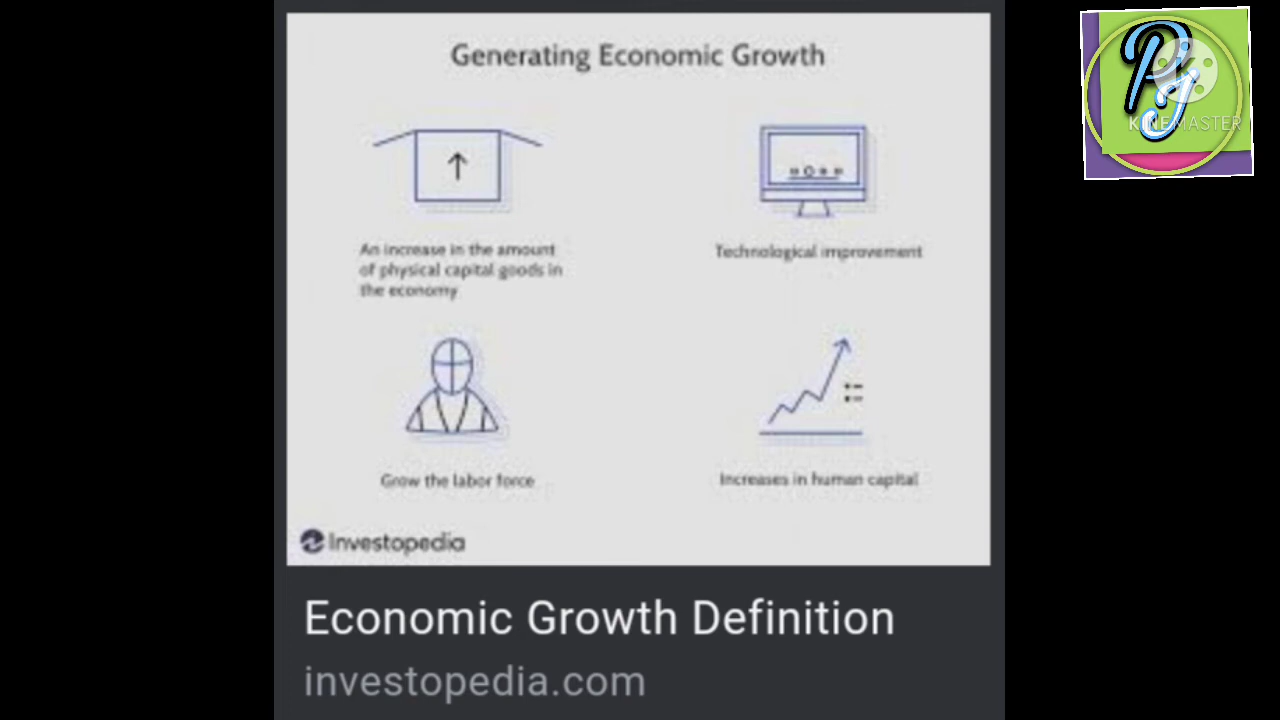 Generating Economic Growth
An increase in the amount
of physical capital goods in
the economy
Technological improvement
Grow the labor force
Increases in human capital
Investopedia
Economic Growth Definition
investopedia.com
PJ
KINEMASTER